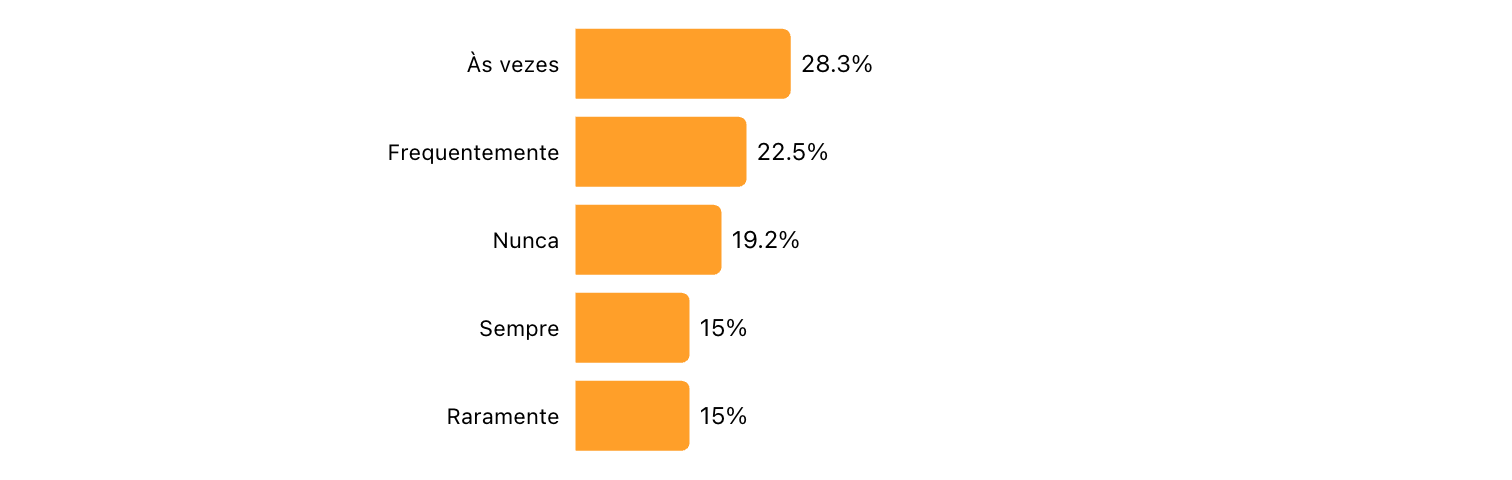 Às vezes 28.3%
Frequentemente 22.5%
Nunca 19.2%
Sempre 15%
Raramente 15%